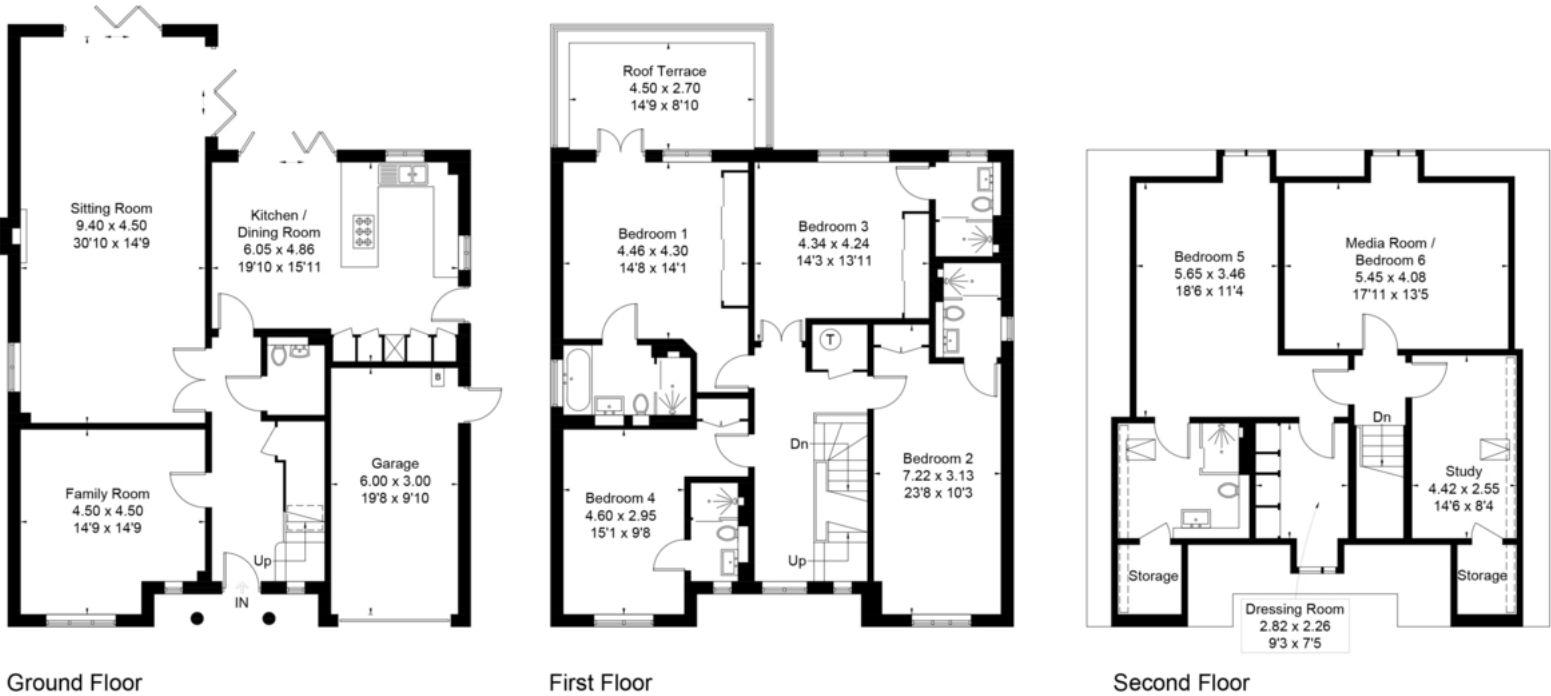 Sitting Room
9.40 x 4.50
30'10 x 14'9
Kitchen /
Dining Room
6.05 x 4.86
19'10 x 15'11
Family Room
4.50 x 4.50
14'9 x 14'9
Garage
6.00 x 3.00
19'8 x 9'10
B
Up
IN
Ground Floor
Roof Terrace
4.50 x 2.70
14'9 x 8'10
Bedroom 1
4.46 x 4.30
14'8 x 14'1
Bedroom 3
4.34 x 4.24
14'3 x 13'11
T
Dn
Bedroom 2
7.22 x 3.13
23'8 x 10'3
Bedroom 4
4.60 x 2.95
15'1 x 9'8
Up
First Floor
Bedroom 5
5.65 x 3.46
18'6 x 11'4
Media Room /
Bedroom 6
5.45 x 4.08
17'11 x 13'5
Dn
Study
4.42 x 2.55
14'6 x 8'4
Storage
Storage
Dressing Room
2.82 x 2.26
9'3 x 7'5
Second Floor